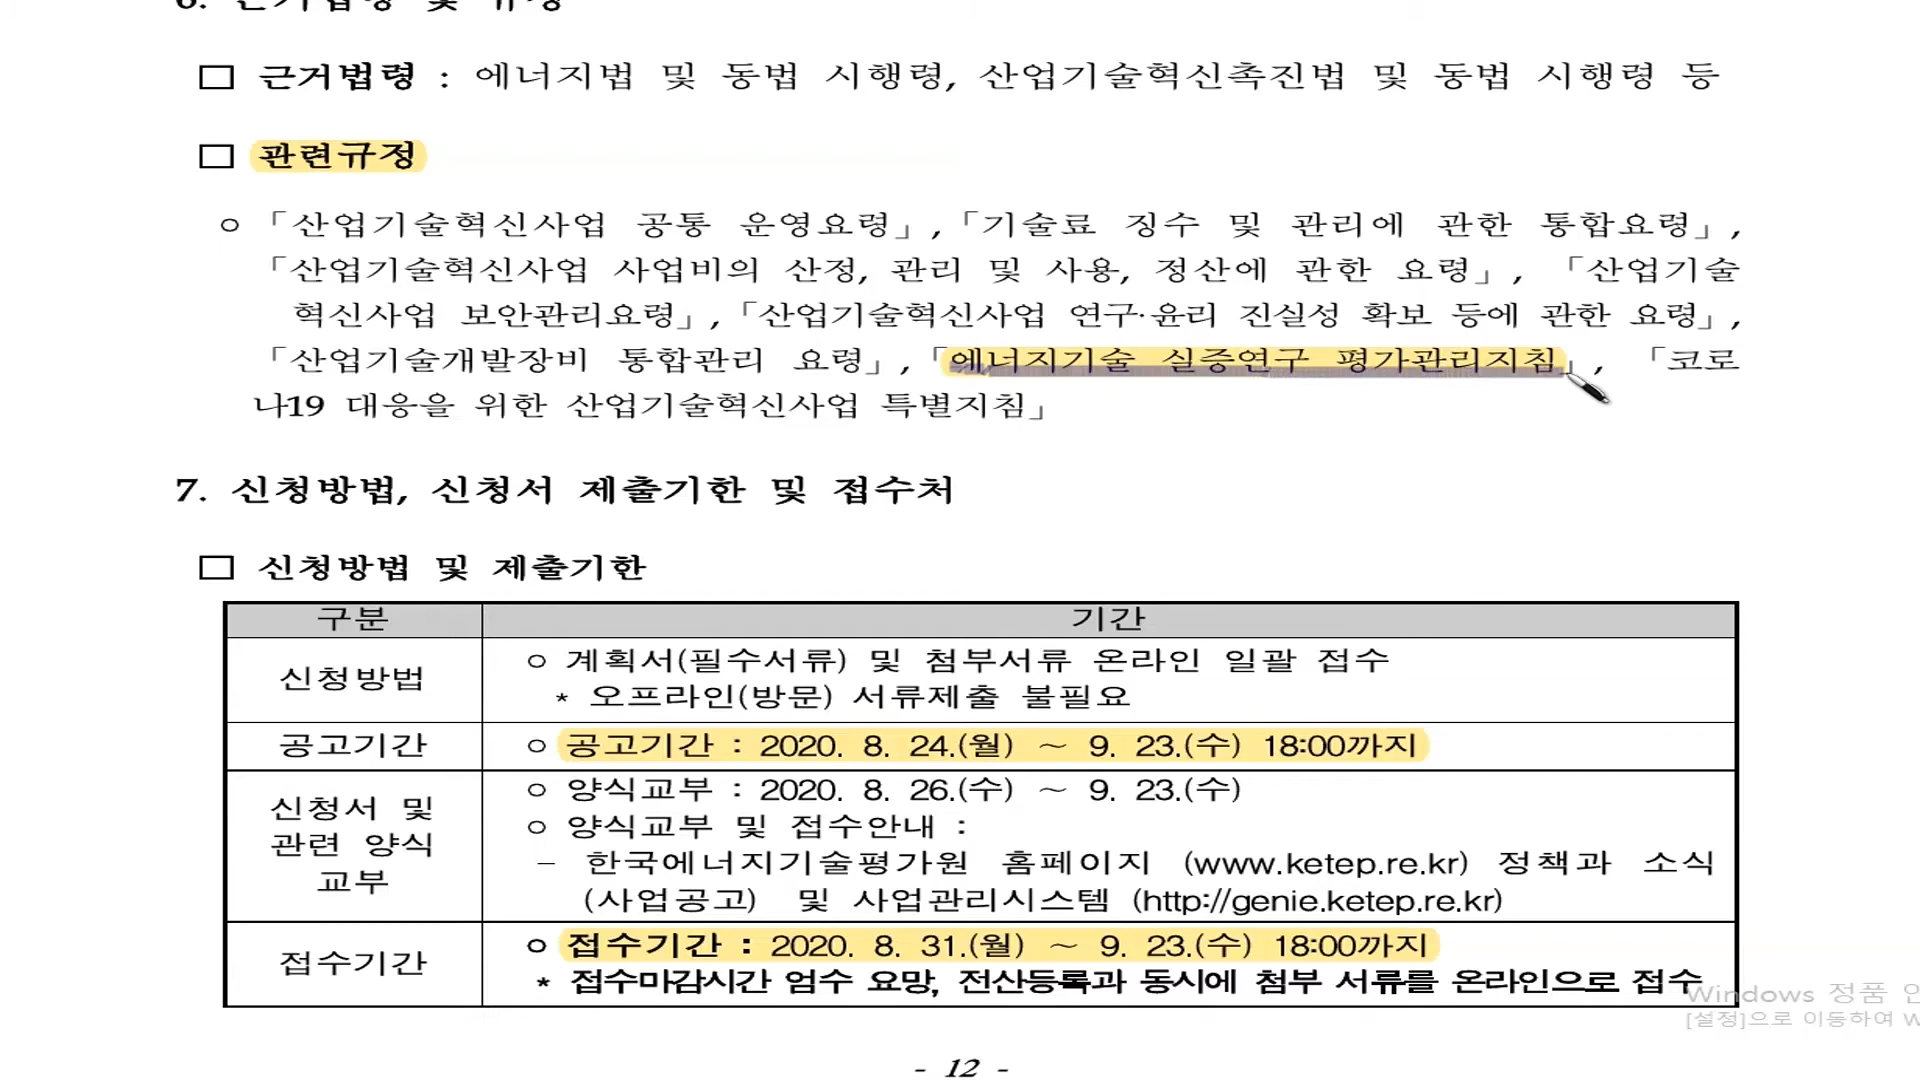 6. 근거법령 및 규정
□ 근거법령 : 에너지법 및 동법 시행령, 산업기술혁신촉진법 및 동법 시행령 등
□ 관련규정
○ 「산업기술혁신사업 공통 운영요령」,「기술료 징수 및 관리에 관한 통합요령」,
「산업기술혁신사업 사업비의 산정, 관리 및 사용, 정산에 관한 요령」, 「산업기술
혁신사업 보안관리요령」,「산업기술혁신사업 연구·윤리 진실성 확보 등에 관한 요령」,
「산업기술개발장비 통합관리 요령」,「에너지기술 실증연구 평가관리지침」, 「코로
나19 대응을 위한 산업기술혁신사업 특별지침」
7. 신청방법, 신청서 제출기한 및 접수처
□ 신청방법 및 제출기한
구분 기간
신청방법
○ 계획서(필수서류) 및 첨부서류 온라인 일괄 접수
* 오프라인(방문) 서류제출 불필요
공고기간 ○ 공고기간 : 2020. 8. 24.(월) ~ 9. 23.(수) 18:00까지
신청서 및
관련 양식
교부
○ 양식교부 : 2020. 8. 26.(수) ~ 9. 23.(수)
○ 양식교부 및 접수안내 :
- 한국에너지기술평가원 홈페이지 (www.ketep.re.kr) 정책과 소식
(사업공고) 및 사업관리시스템 (http://genie.ketep.re.kr)
접수기간
○ 접수기간 : 2020. 8. 31.(월) ~ 9. 23.(수) 18:00까지
* 접수마감시간 엄수 요망, 전산등록과 동시에 첨부 서류를 온라인으로 접수
Windows 정품
[설정]으로 이동하여
- 12 -